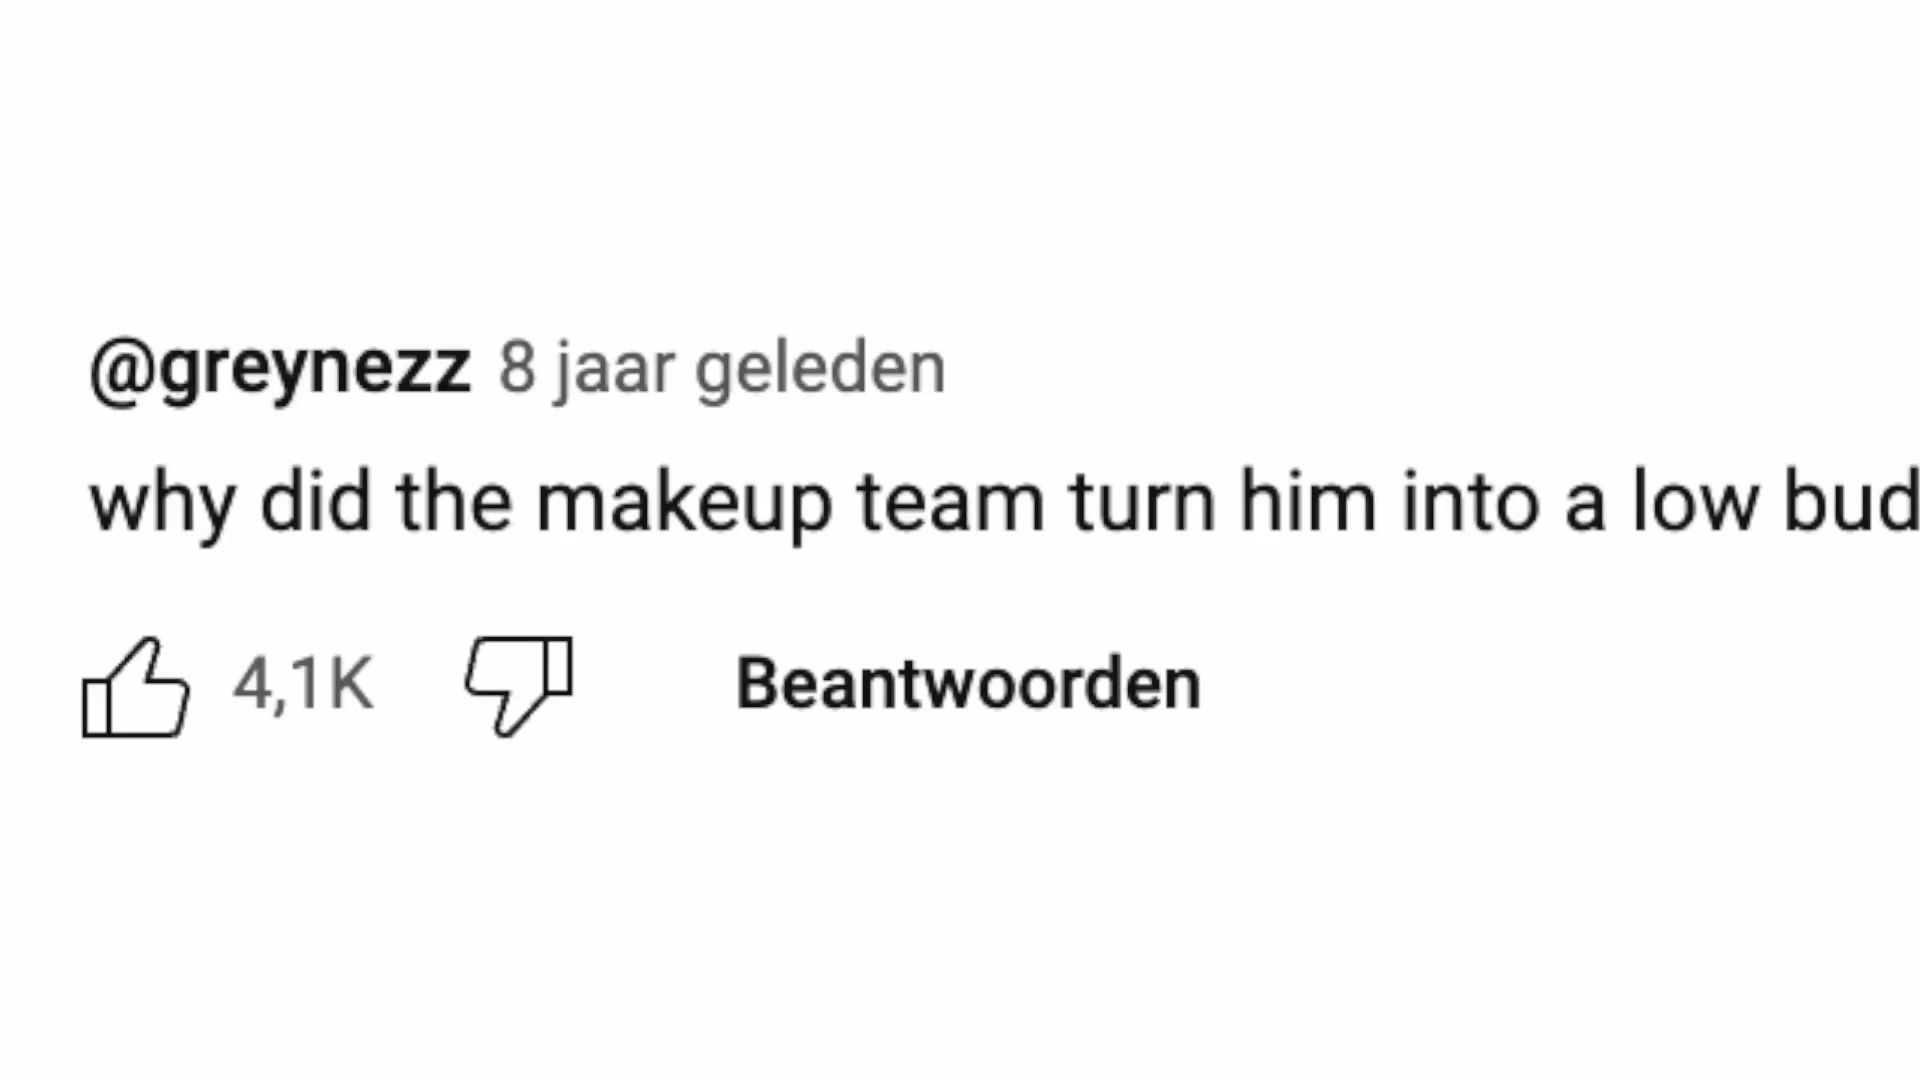 @greynezz 8 jaar geleden
why did the makeup team turn him into a low bud
4,1K Beantwoorden